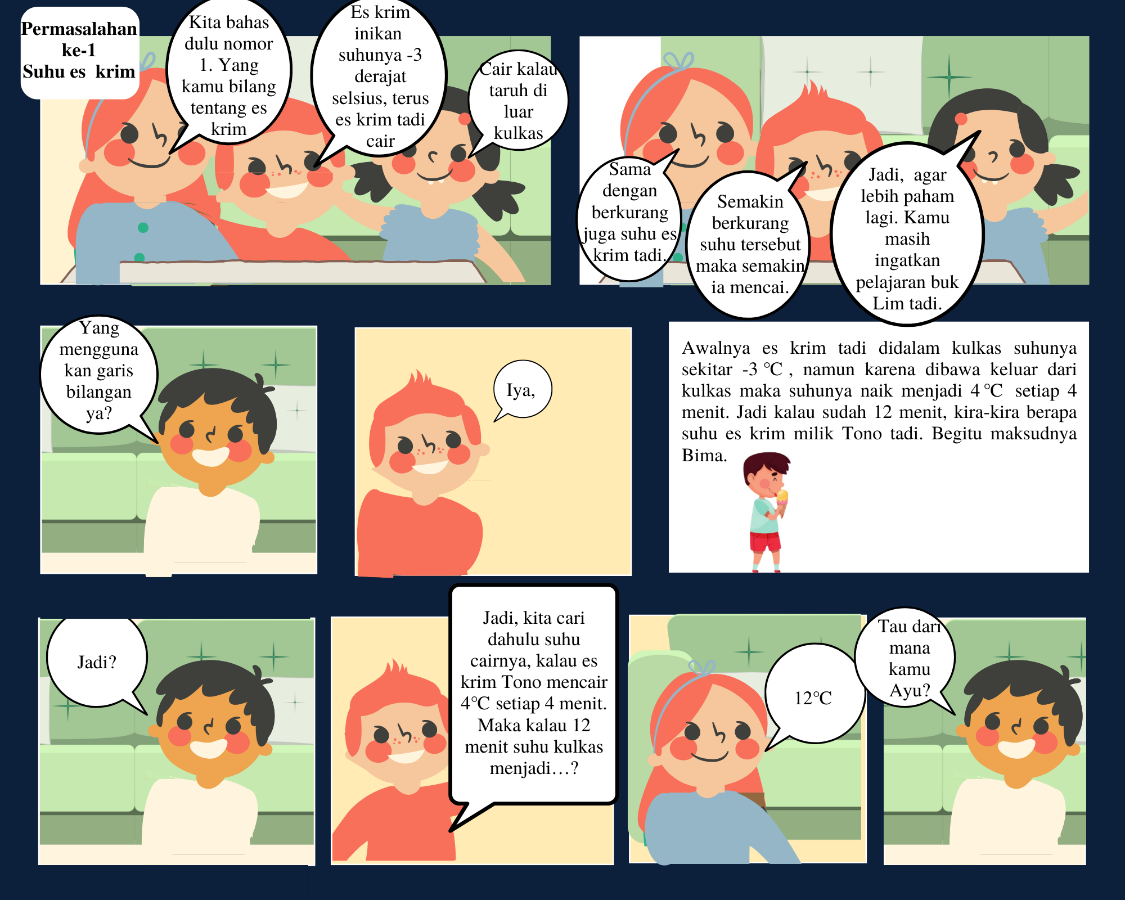 Permasalahan
ke-1
Suhu es krim
Kita bahas
dulu nomor
1. Yang
kamu bilang
tentang es
krim
Es krim
inikan
suhunya -3
derajat
selsius, terus
es krim tadi
cair
Cair kalau
taruh di
luar
kulkas
Sama
dengan
berkurang
juga suhu es
krim tadi.
Semakin
berkurang
suhu tersebut
maka semakin
ia mencai.
Jadi, agar
lebih paham
lagi. Kamu
masih
ingatkan
pelajaran buk
Lim tadi.
Yang
mengguna
kan garis
bilangan
ya?
Iya,
Awalnya es krim tadi didalam kulkas suhunya
sekitar -3 ℃ , namun karena dibawa keluar dari
kulkas maka suhunya naik menjadi 4 ℃ setiap 4
menit. Jadi kalau sudah 12 menit, kira-kira berapa
suhu es krim milik Tono tadi. Begitu maksudnya
Bima.
Jadi?
Jadi, kita cari
dahulu suhu
cairnya, kalau es
krim Tono mencair
4℃ setiap 4 menit.
Maka kalau 12
menit suhu kulkas
menjadi…?
12℃
Tau dari
mana
kamu
Ayu?